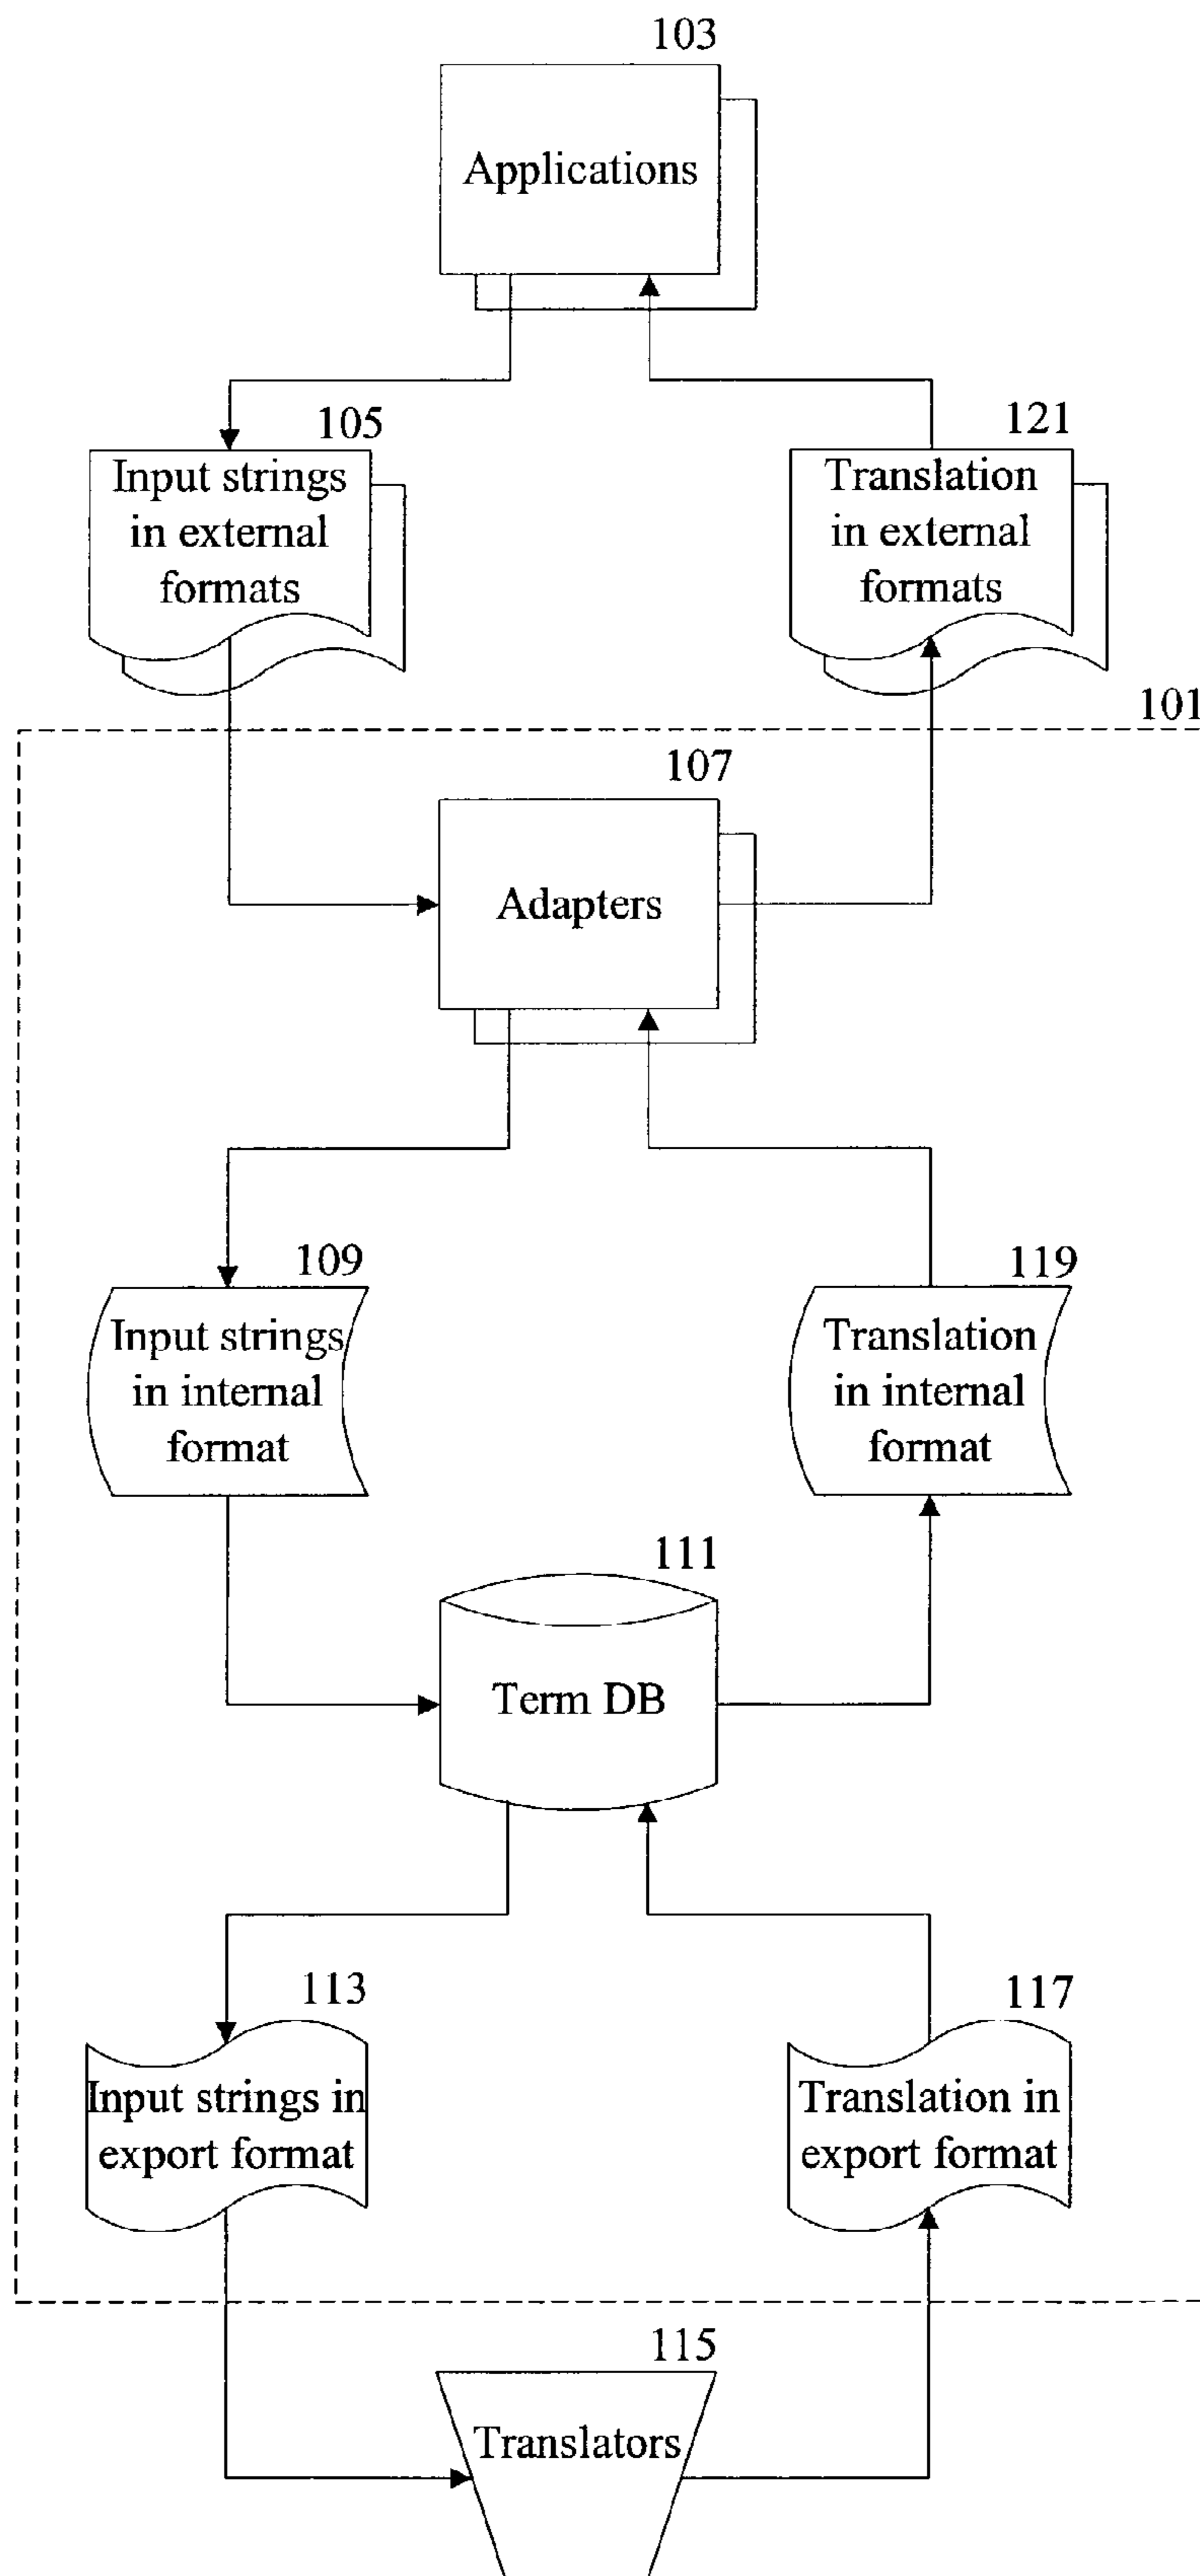 103
Applications
105
Input strings
in external
formats
121
Translation
in external
formats
101
107
Adapters
109
Input strings
in internal
format
119
Translation
in internal
format
111
Term DB
113
Input strings in
export format
117
Translation in
export format
115
Translators